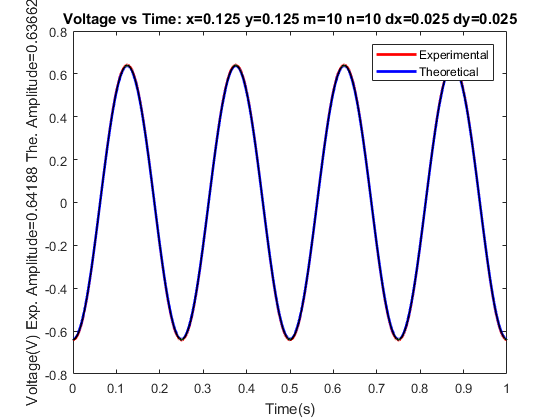 Voltage vs Time: x=0.125 y=0.125 m=10 n=10 dx=0.025 dy=0.025
Voltage(V) Exp. Amplitude=0.64188 The. Amplitude=0.63662
0.8
0.6
0.4
0.2
0
-0.2
-0.4
-0.6
-0.8
Experimental
Theoretical
0 0.1 0.2 0.3 0.4 0.5 0.6 0.7 0.8 0.9 1
Time(s)